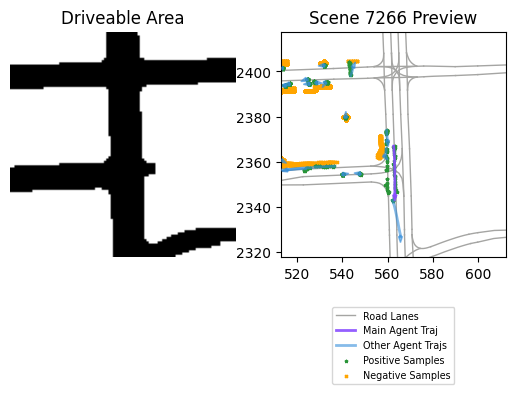 Driveable Area
Scene 7266 Preview
2400
2380
2360
2340
2320
520 540 560 580 600
Road Lanes
Main Agent Traj
Other Agent Trajs
Positive Samples
Negative Samples